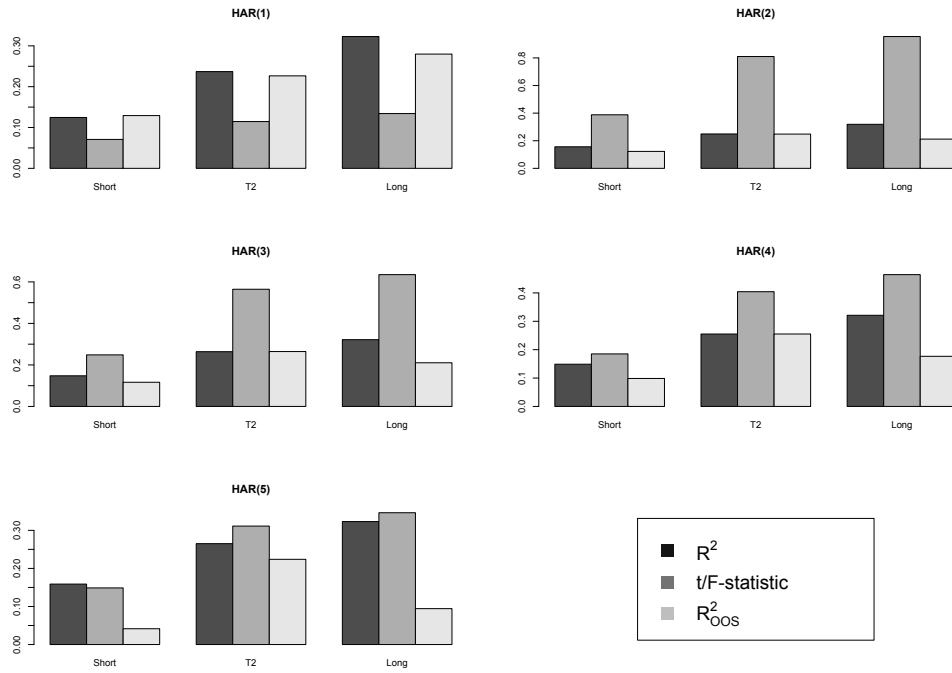 HAR(1)
0.00 0.10 0.20 0.30
Short T2 Long
HAR(2)
0.0 0.2 0.4 0.6 0.8
Short T2 Long
HAR(3)
0.0 0.2 0.4 0.6
Short T2 Long
HAR(4)
0.0 0.1 0.2 0.3 0.4
Short T2 Long
HAR(5)
0.00 0.10 0.20 0.30
Short T2 Long
R²
t/F-statistic
R²OOS